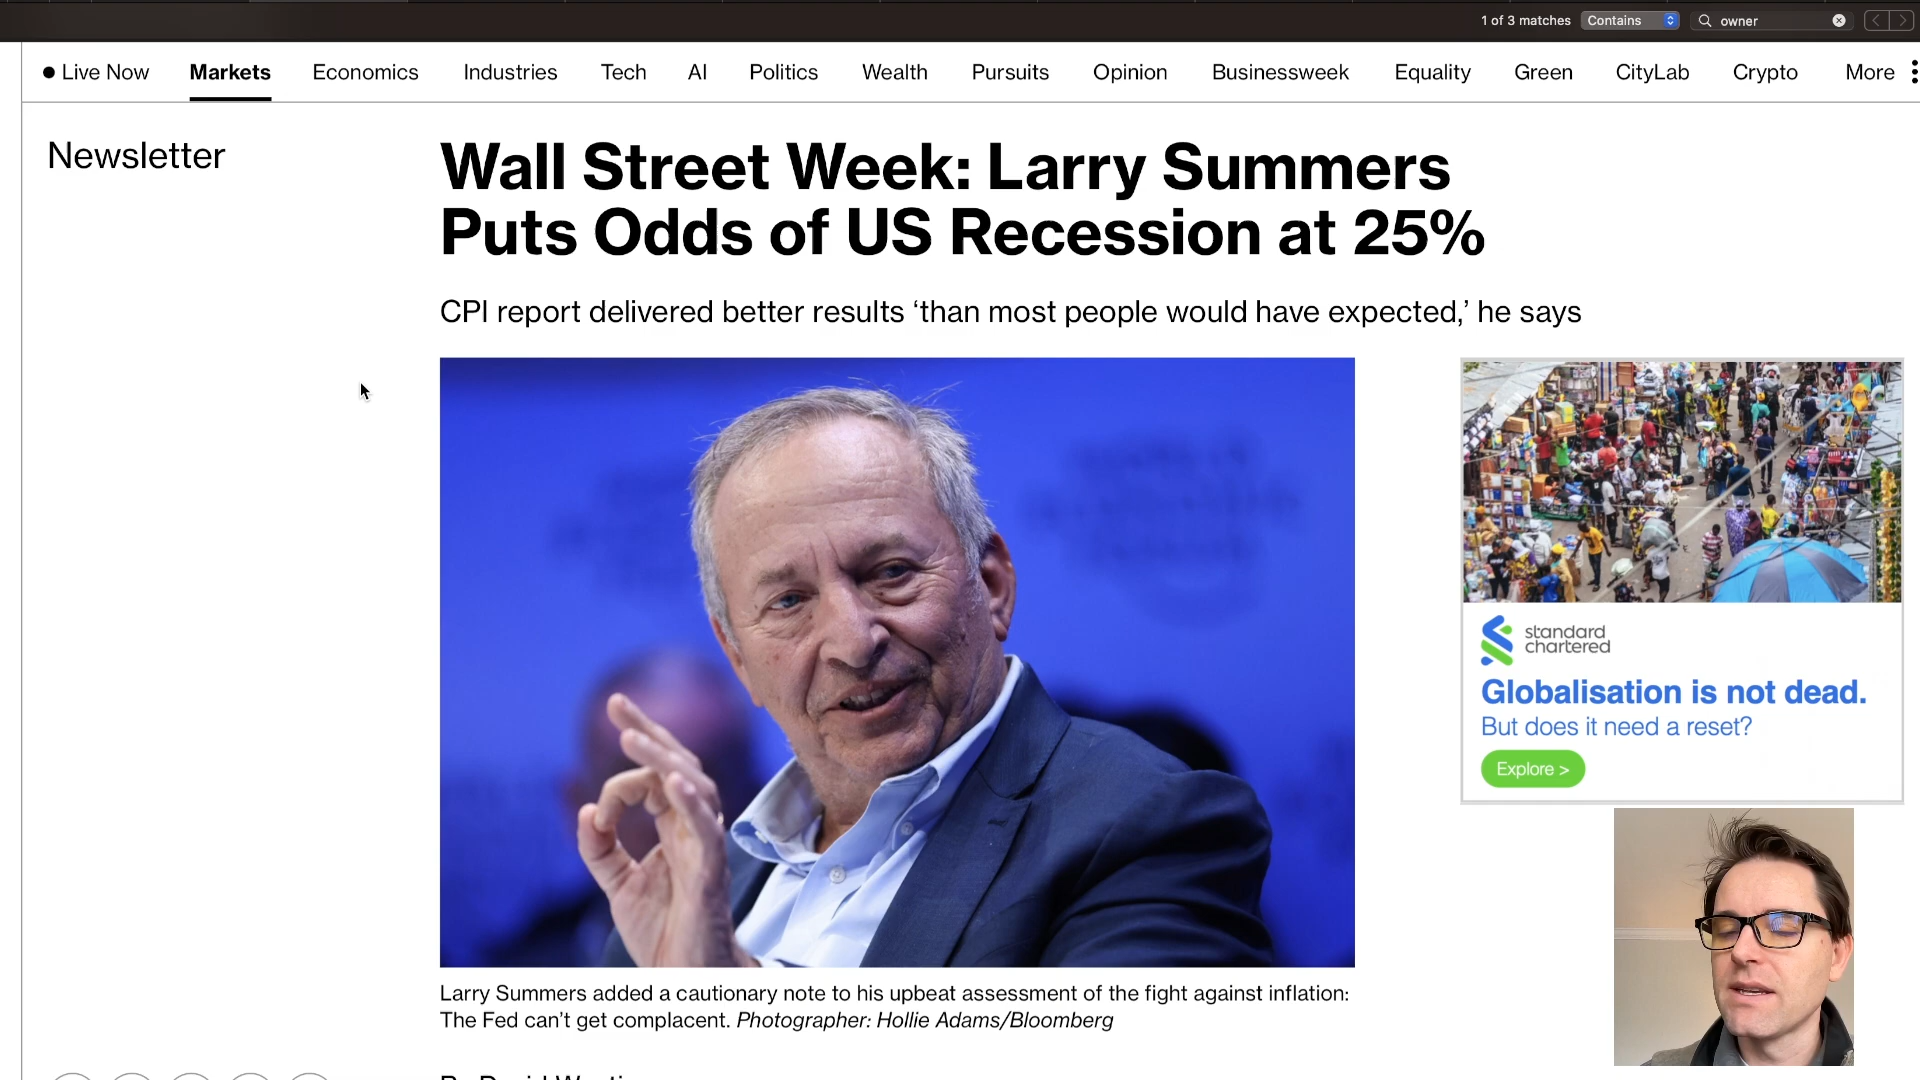 1 of 3 matches Contains owner
Live Now Markets Economics Industries Tech AI Politics Wealth Pursuits Opinion Businessweek Equality Green CityLab Crypto More
Newsletter
Wall Street Week: Larry Summers
Puts Odds of US Recession at 25%
CPI report delivered better results ‘than most people would have expected,’ he says
standard
chartered
Globalisation is not dead.
But does it need a reset?
Explore >
Larry Summers added a cautionary note to his upbeat assessment of the fight against inflation:
The Fed can’t get complacent. Photographer: Hollie Adams/Bloomberg